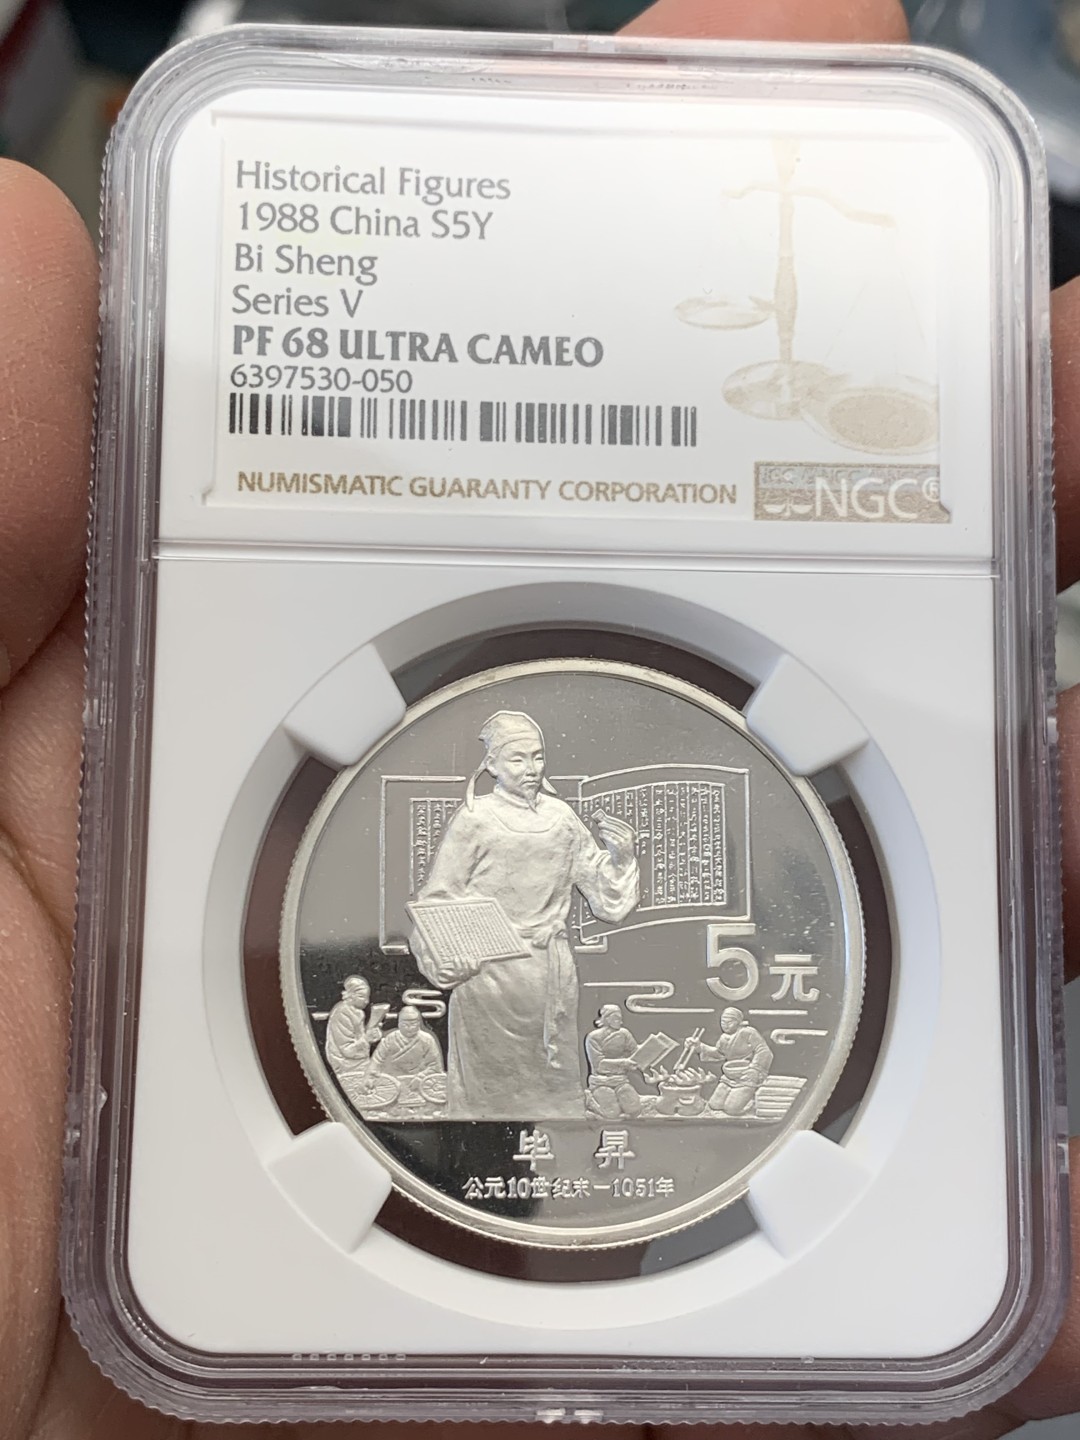 Historical Figures
1988 China S5Y
Bi Sheng
Series V
PF 68 ULTRA CAMEO
6397530-050
NUMISMATIC GUARANTY CORPORATION
NGC®
5元
毕 昇
公元10世纪末-1051年